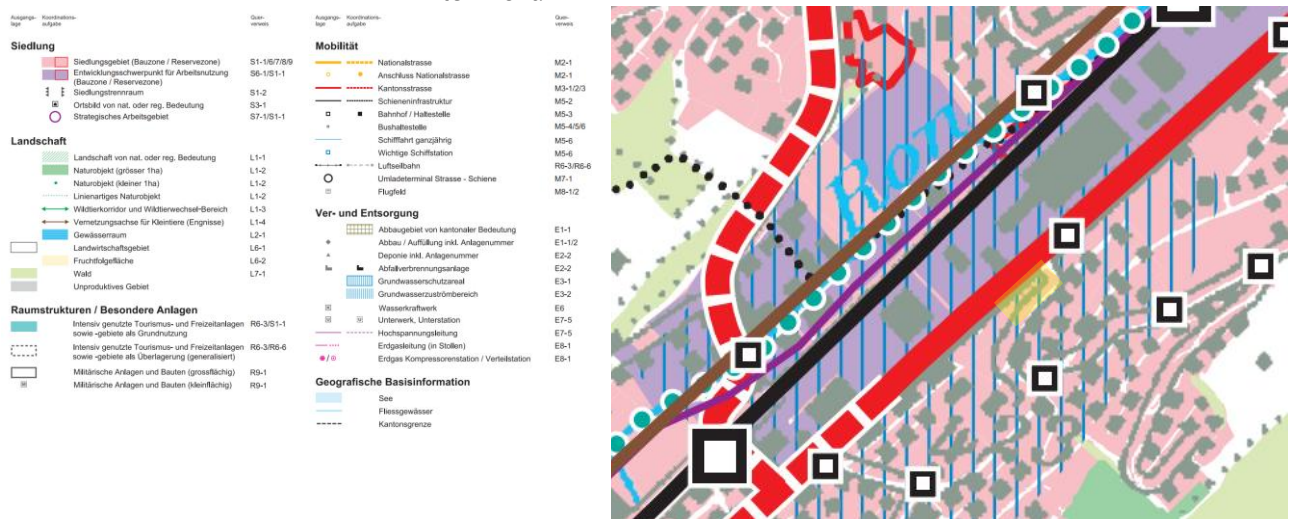 Ausgangs- Koordinations- Quer-
lage aufgabe verweis
Siedlung
Siedlungsgebiet (Bauzone / Reservezone) S1-1/6/7/8/9
Entwicklungsschwerpunkt für Arbeitsnutzung S6-1/S1-1
(Bauzone / Reservezone)
Siedlungstrennraum S1-2
Ortsbild von nat. oder reg. Bedeutung S3-1
Strategisches Arbeitsgebiet S7-1/S1-1
Landschaft
Landschaft von nat. oder reg. Bedeutung L1-1
Naturobjekt (grösser 1ha) L1-2
Naturobjekt (kleiner 1ha) L1-2
Linienartiges Naturobjekt L1-2
Wildtierkorridor und Wildtierwechsel-Bereich L1-3
Vernetzungsachse für Kleintiere (Engnisse) L1-4
Gewässerraum L2-1
Landwirtschaftsgebiet L6-1
Fruchtfolgefläche L6-2
Wald L7-1
Unproduktives Gebiet
Raumstrukturen / Besondere Anlagen
Intensiv genutzte Tourismus- und Freizeitanlagen R6-3/S1-1
sowie -gebiete als Grundnutzung
Intensiv genutzte Tourismus- und Freizeitanlagen R6-3/R6-6
sowie -gebiete als Überlagerung (generalisiert)
Militärische Anlagen und Bauten (grossflächig) R9-1
Militärische Anlagen und Bauten (kleinflächig) R9-1
Ausgangs- Koordinations- Quer-
lage aufgabe verweis
Mobilität
Nationalstrasse M2-1
Anschluss Nationalstrasse M2-1
Kantonsstrasse M3-1/2/3
Schieneninfrastruktur M5-2
Bahnhof / Haltestelle M5-3
Bushaltestelle M5-4/5/6
Schifffahrt ganzjährig M5-6
Wichtige Schiffstation M5-6
Luftseilbahn R6-3/R6-6
Umladeterminal Strasse - Schiene M7-1
Flugfeld M8-1/2
Ver- und Entsorgung
Abbaugebiet von kantonaler Bedeutung E1-1
Abbau / Auffüllung inkl. Anlagenummer E1-1/2
Deponie inkl. Anlagenummer E2-2
Abfallverbrennungsanlage E2-2
Grundwasserschutzareal E3-1
Grundwasserzuströmbereich E3-2
Wasserkraftwerk E6
Unterwerk, Unterstation E7-5
Hochspannungsleitung E7-5
Erdgasleitung (in Stollen) E8-1
Erdgas Kompressorenstation / Verteilstation E8-1
Geografische Basisinformation
See
Fliessgewässer
Kantonsgrenze
Ron